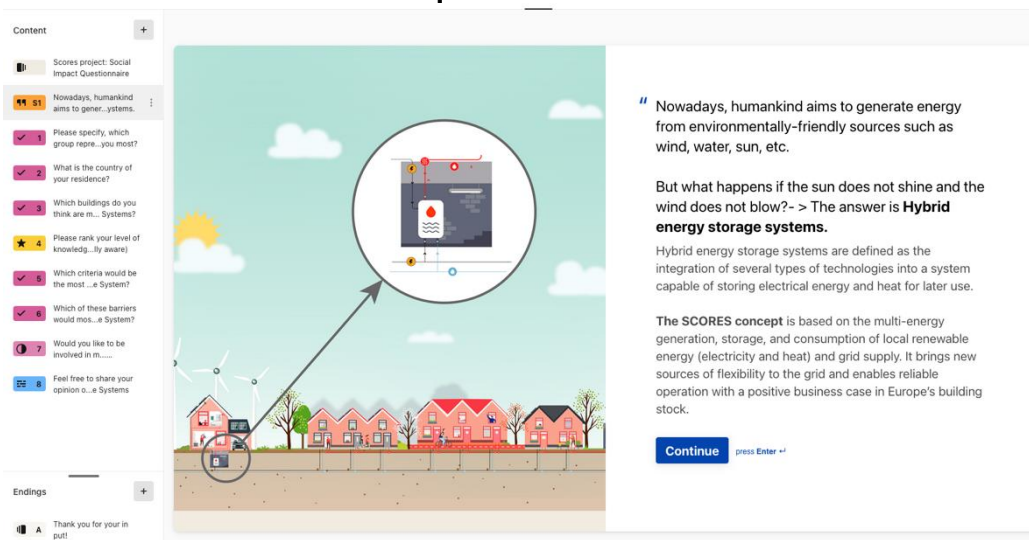 Content
+
Scores project: Social
Impact Questionnaire
S1
Nowadays, humankind
aims to gener...ystems.
1
Please specify, which
group repre...you most?
2
What is the country of
your residence?
3
Which buildings do you
think are m... Systems?
4
Please rank your level of
knowledg...lly aware)
5
Which criteria would be
the most ...e System?
6
Which of these barriers
would mos...e System?
7
Would you like to be
involved in m......
8
Feel free to share your
opinion o...e Systems
Endings
+
A
Thank you for your in
put!
“ Nowadays, humankind aims to generate energy
from environmentally-friendly sources such as
wind, water, sun, etc.
But what happens if the sun does not shine and the
wind does not blow?- > The answer is Hybrid
energy storage systems.
Hybrid energy storage systems are defined as the
integration of several types of technologies into a system
capable of storing electrical energy and heat for later use.
The SCORES concept is based on the multi-energy
generation, storage, and consumption of local renewable
energy (electricity and heat) and grid supply. It brings new
sources of flexibility to the grid and enables reliable
operation with a positive business case in Europe's building
stock.
Continue
press Enter ↵